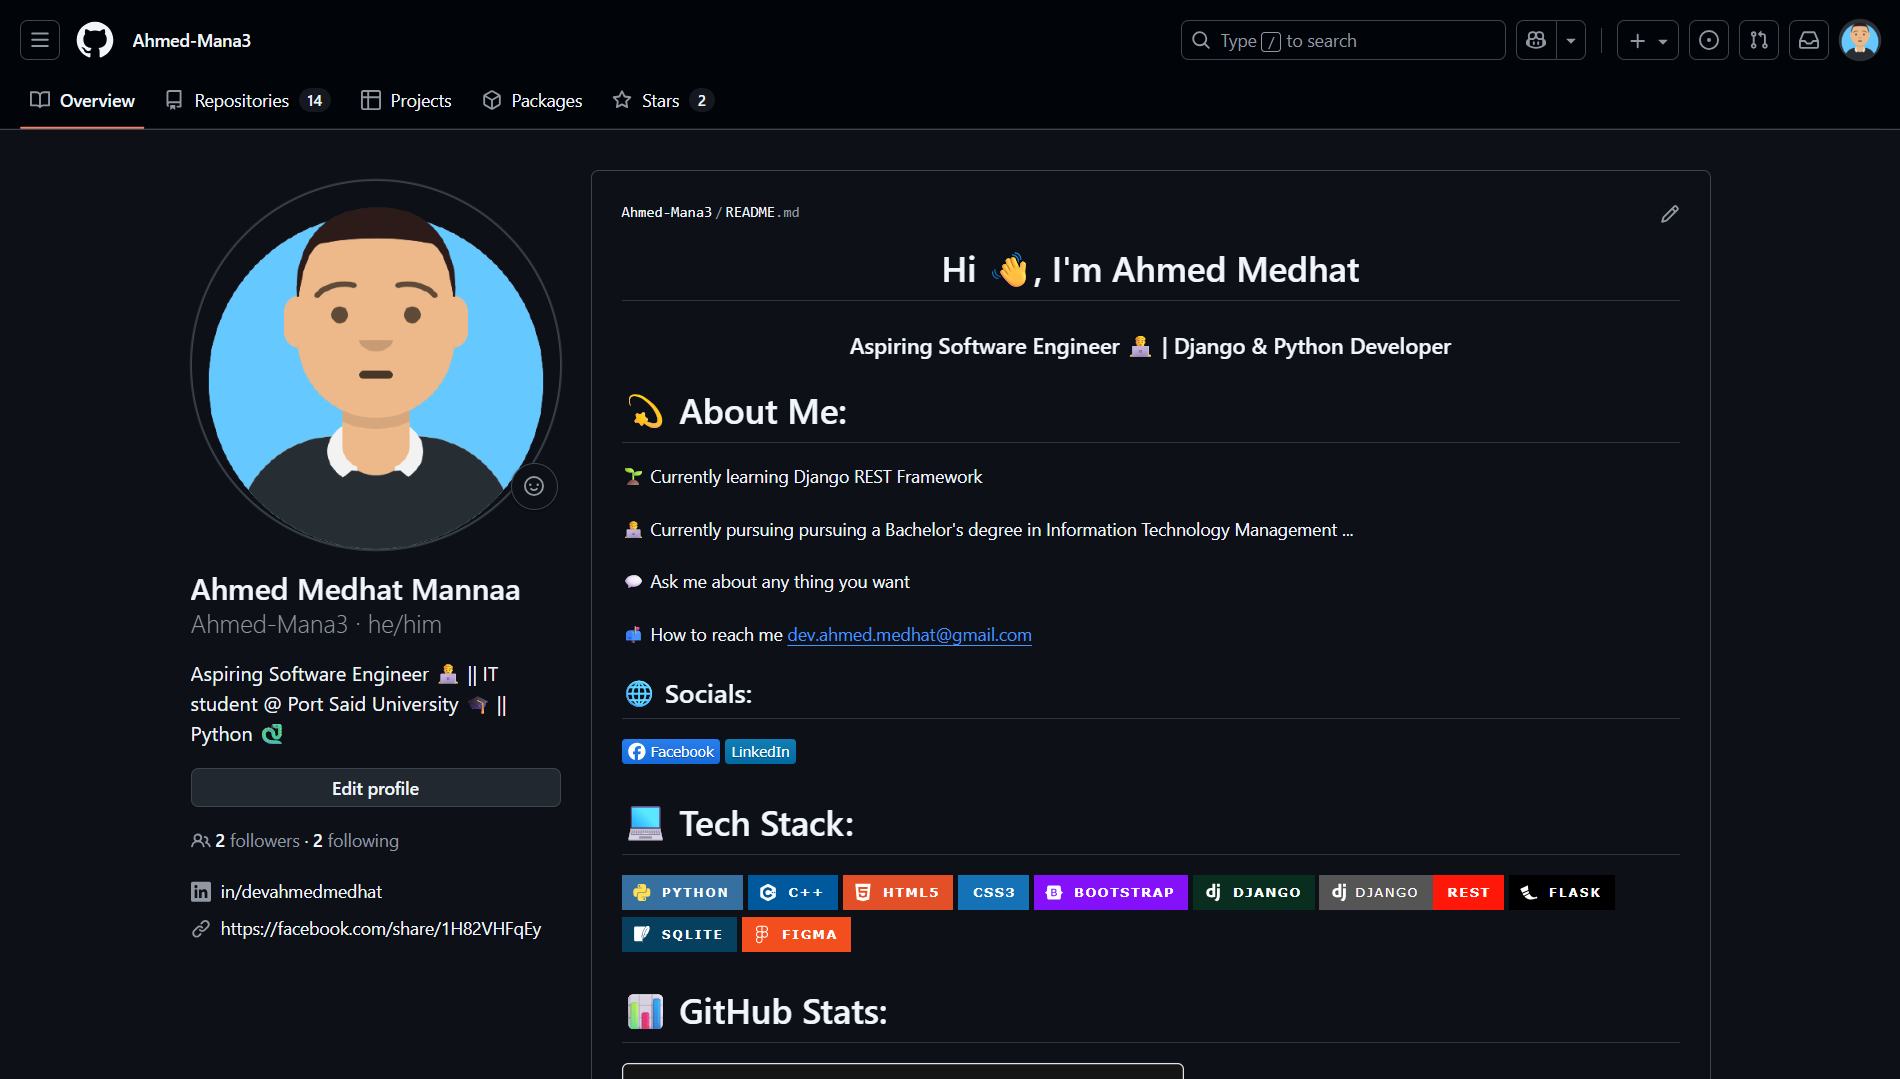 Ahmed-Mana3
Type / to search
Overview
Repositories 14
Projects
Packages
Stars 2
Ahmed Medhat Mannaa
Ahmed-Mana3 · he/him
Aspiring Software Engineer 🧑‍💻 || IT
student @ Port Said University 🎓 ||
Python 🐍
Edit profile
2 followers · 2 following
in/devahmedmedhat
https://facebook.com/share/1H82VHFqEy
Ahmed-Mana3/README.md
Hi 👋, I'm Ahmed Medhat
Aspiring Software Engineer 🧑‍💻 | Django & Python Developer
💫 About Me:
🌱 Currently learning Django REST Framework
🧑‍💻 Currently pursuing pursuing a Bachelor's degree in Information Technology Management ...
💬 Ask me about any thing you want
📫 How to reach me dev.ahmed.medhat@gmail.com
🌐 Socials:
Facebook LinkedIn
💻 Tech Stack:
PYTHON C++ HTML5 CSS3 BOOTSTRAP DJANGO DJANGO REST FLASK
SQLITE FIGMA
📊 GitHub Stats: